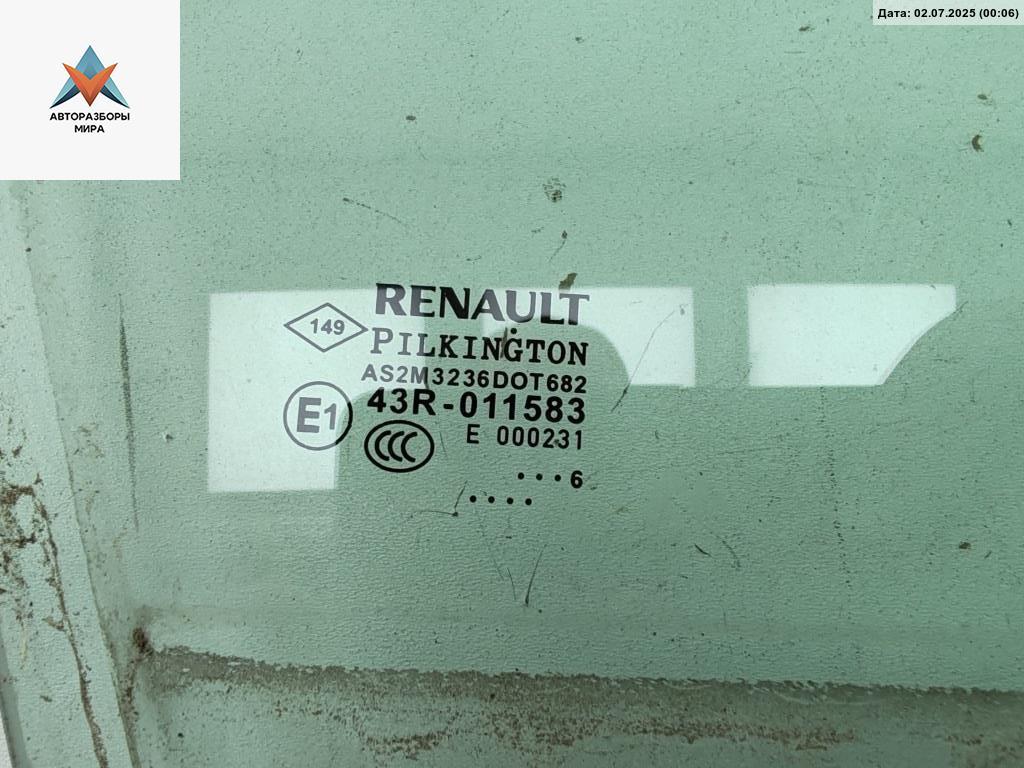 Дата: 02.07.2025 (00:06)
АВТОРАЗБОРЫ
МИРА
RENAULT
149
PILKINGTON
AS2M3236DOT682
43R-011583
E1
E 000231
CCC
...6
....